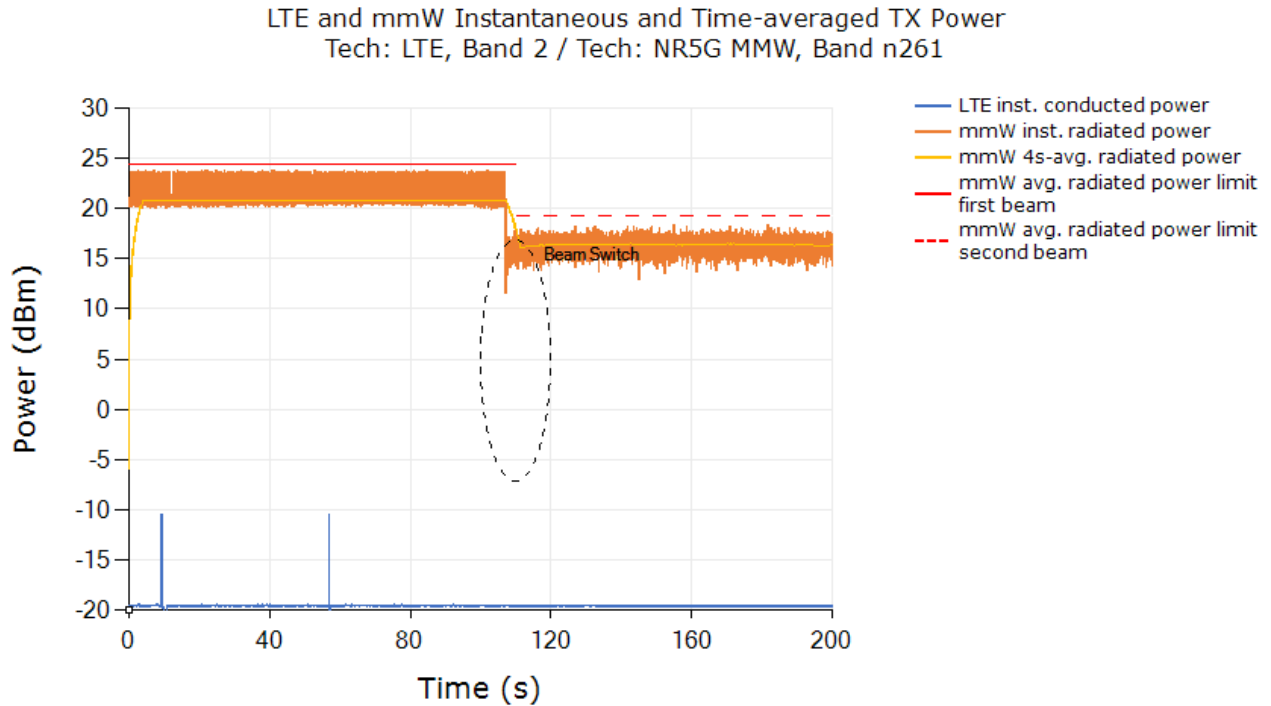 LTE and mmW Instantaneous and Time-averaged TX Power
Tech: LTE, Band 2 / Tech: NR5G MMW, Band n261
30
25
20
15
10
5
0
-5
-10
-15
-20
Power (dBm)
Beam Switch
0
40
80
120
160
200
Time (s)
LTE inst. conducted power
mmW inst. radiated power
mmW 4s-avg. radiated power
mmW avg. radiated power limit
first beam
mmW avg. radiated power limit
second beam